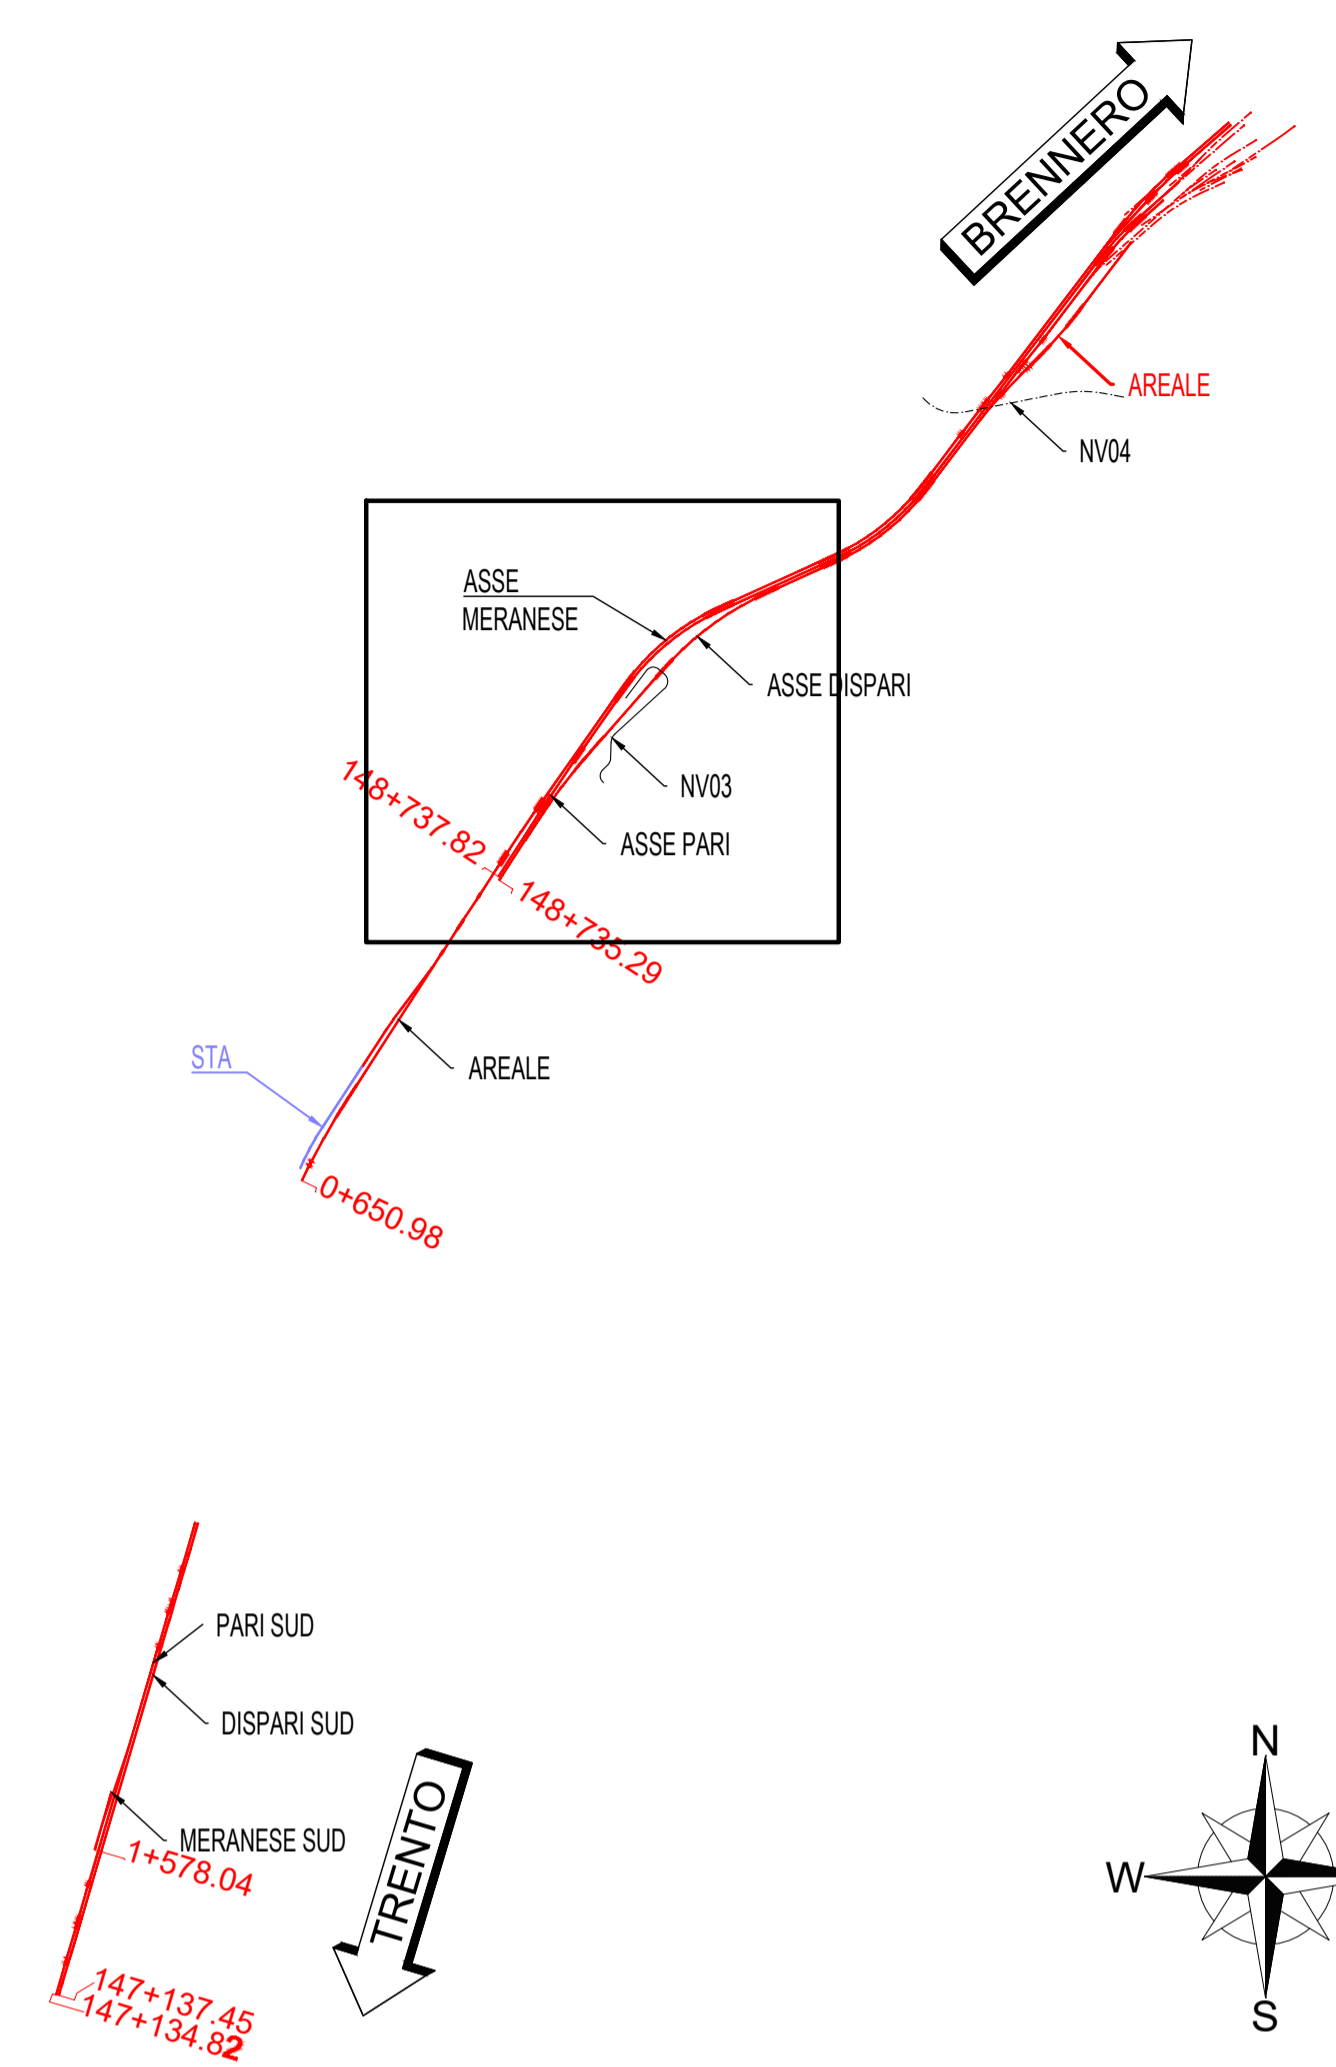 BRENNERO
AREALE
NV04
ASSE
MERANESE
ASSE DISPARI
NV03
148+737.82
ASSE PARI
148+735.29
STA
AREALE
0+650.98
PARI SUD
DISPARI SUD
MERANESE SUD
1+578.04
TRENTO
147+137.45
147+134.82
N
W
S